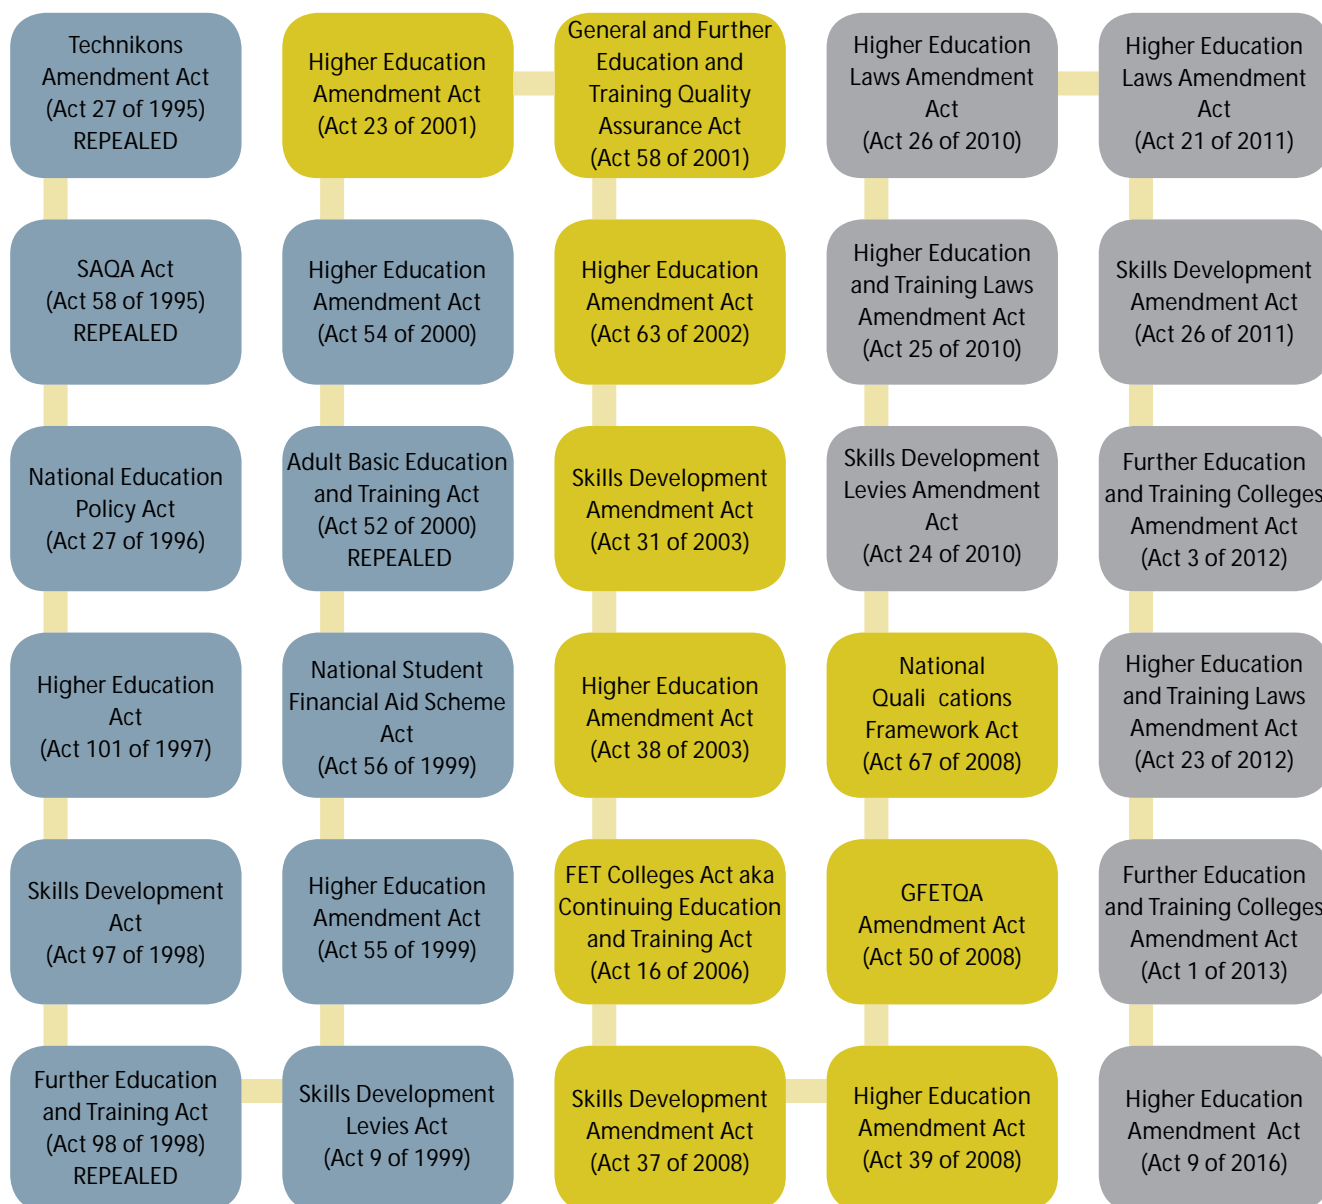 Technikons
Amendment Act
(Act 27 of 1995)
REPEALED
SAQA Act
(Act 58 of 1995)
REPEALED
National Education
Policy Act
(Act 27 of 1996)
Higher Education
Act
(Act 101 of 1997)
Skills Development
Act
(Act 97 of 1998)
Further Education
and Training Act
(Act 98 of 1998)
REPEALED
Skills Development
Levies Act
(Act 9 of 1999)
Higher Education
Amendment Act
(Act 55 of 1999)
National Student
Financial Aid Scheme
Act
(Act 56 of 1999)
Adult Basic Education
and Training Act
(Act 52 of 2000)
REPEALED
Higher Education
Amendment Act
(Act 54 of 2000)
Higher Education
Amendment Act
(Act 23 of 2001)
General and Further
Education and
Training Quality
Assurance Act
(Act 58 of 2001)
Higher Education
Amendment Act
(Act 63 of 2002)
Skills Development
Amendment Act
(Act 31 of 2003)
Higher Education
Amendment Act
(Act 38 of 2003)
FET Colleges Act aka
Continuing Education
and Training Act
(Act 16 of 2006)
Skills Development
Amendment Act
(Act 37 of 2008)
Higher Education
Amendment Act
(Act 39 of 2008)
GFETQA
Amendment Act
(Act 50 of 2008)
National
Quali cations
Framework Act
(Act 67 of 2008)
Skills Development
Levies Amendment
Act
(Act 24 of 2010)
Higher Education
and Training Laws
Amendment Act
(Act 25 of 2010)
Higher Education
Laws Amendment
Act
(Act 26 of 2010)
Higher Education
Laws Amendment
Act
(Act 21 of 2011)
Skills Development
Amendment Act
(Act 26 of 2011)
Further Education
and Training Colleges
Amendment Act
(Act 3 of 2012)
Higher Education
and Training Laws
Amendment Act
(Act 23 of 2012)
Further Education
and Training Colleges
Amendment Act
(Act 1 of 2013)
Higher Education
Amendment Act
(Act 9 of 2016)